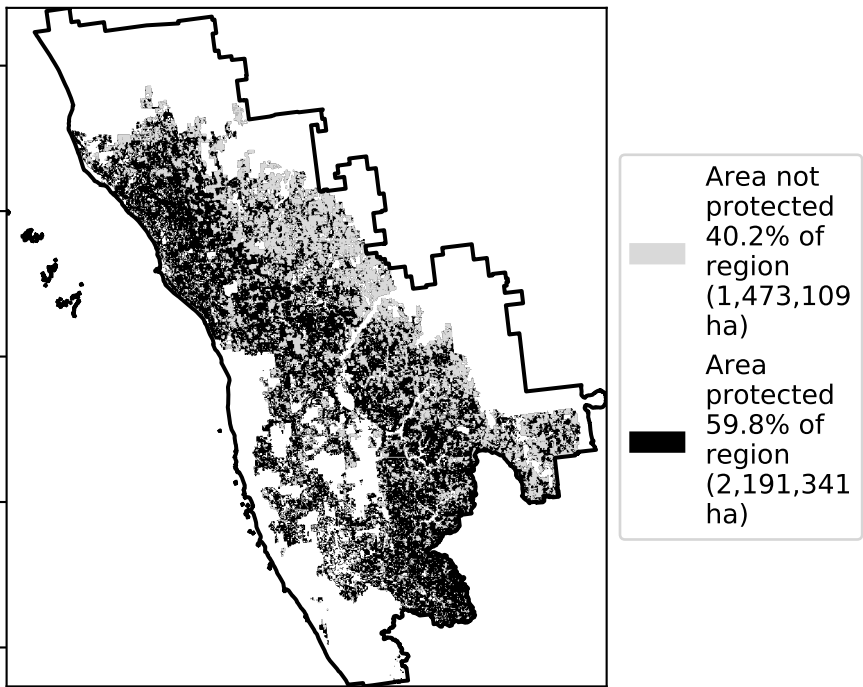 Area not
protected
40.2% of
region
(1,473,109
ha)
Area
protected
59.8% of
region
(2,191,341
ha)